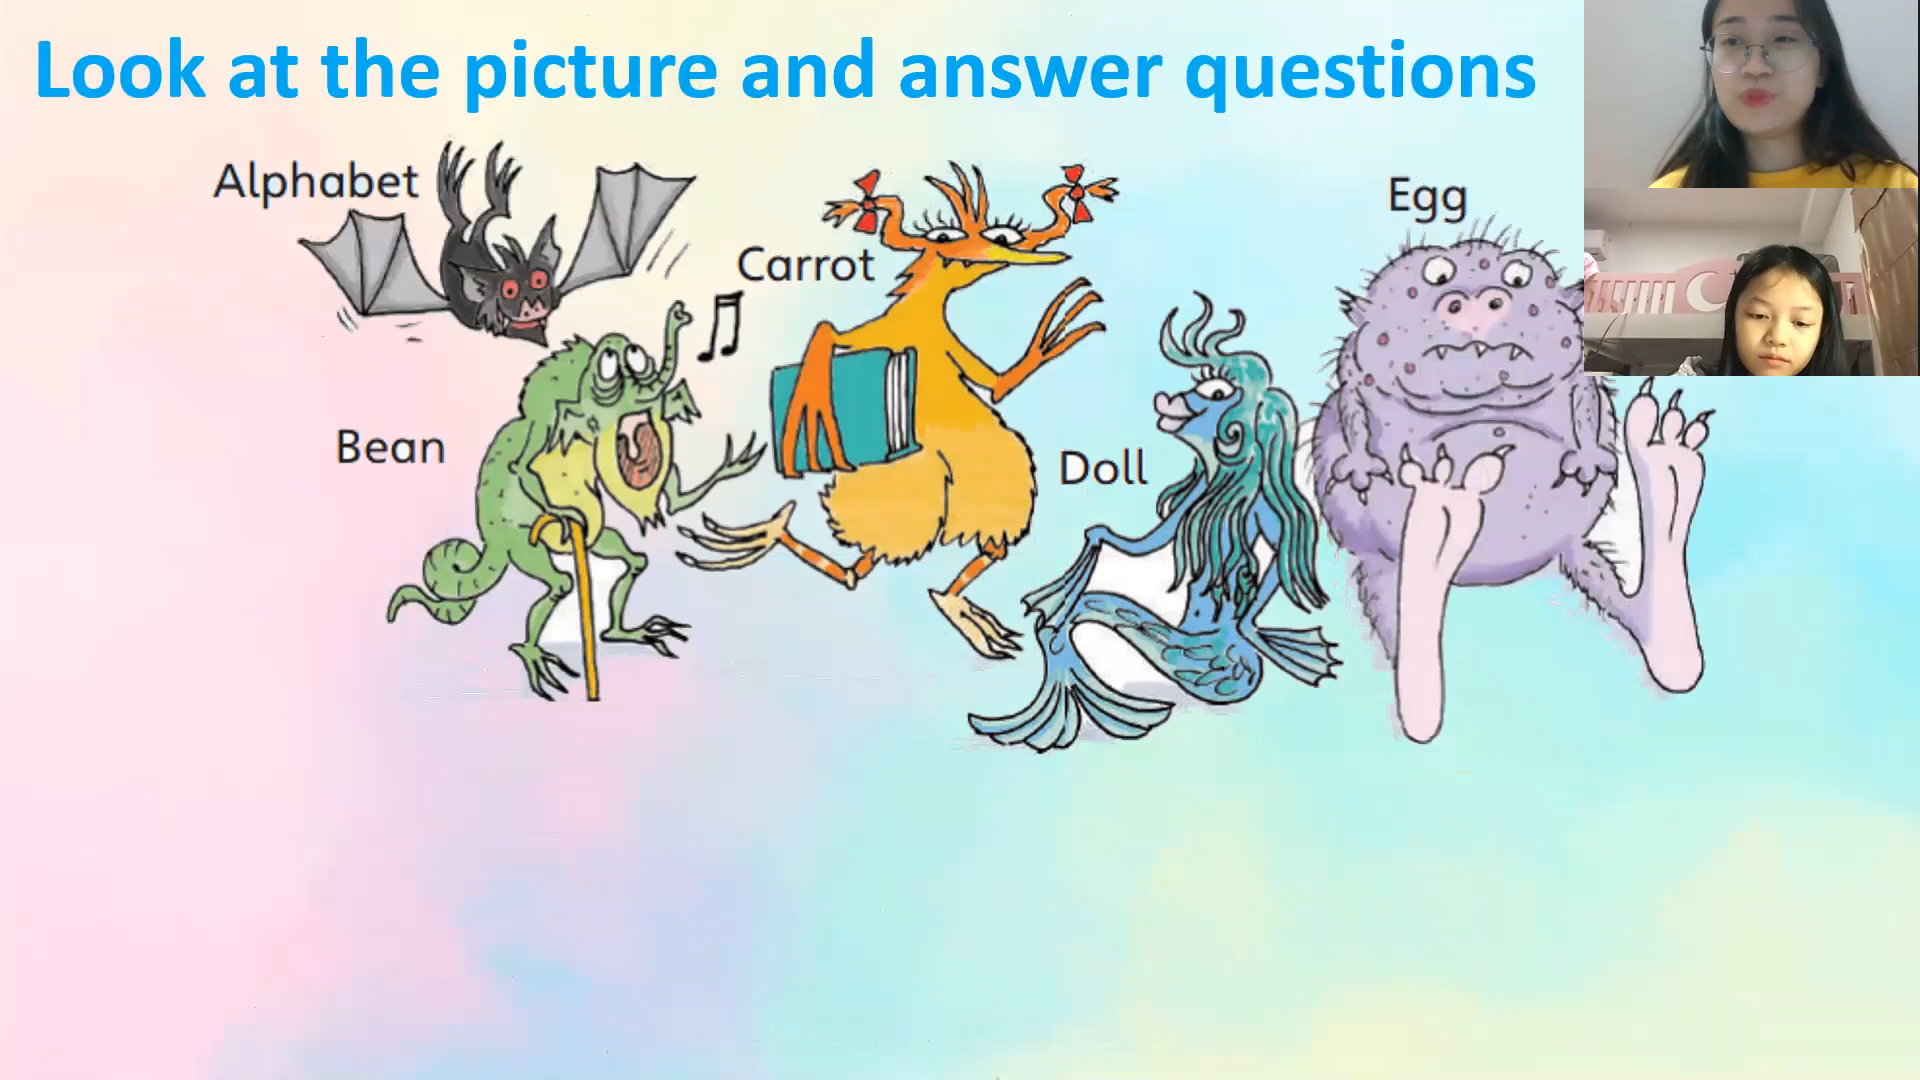 Look at the picture and answer questions
Alphabet
Egg
Carrot
Bean
Doll